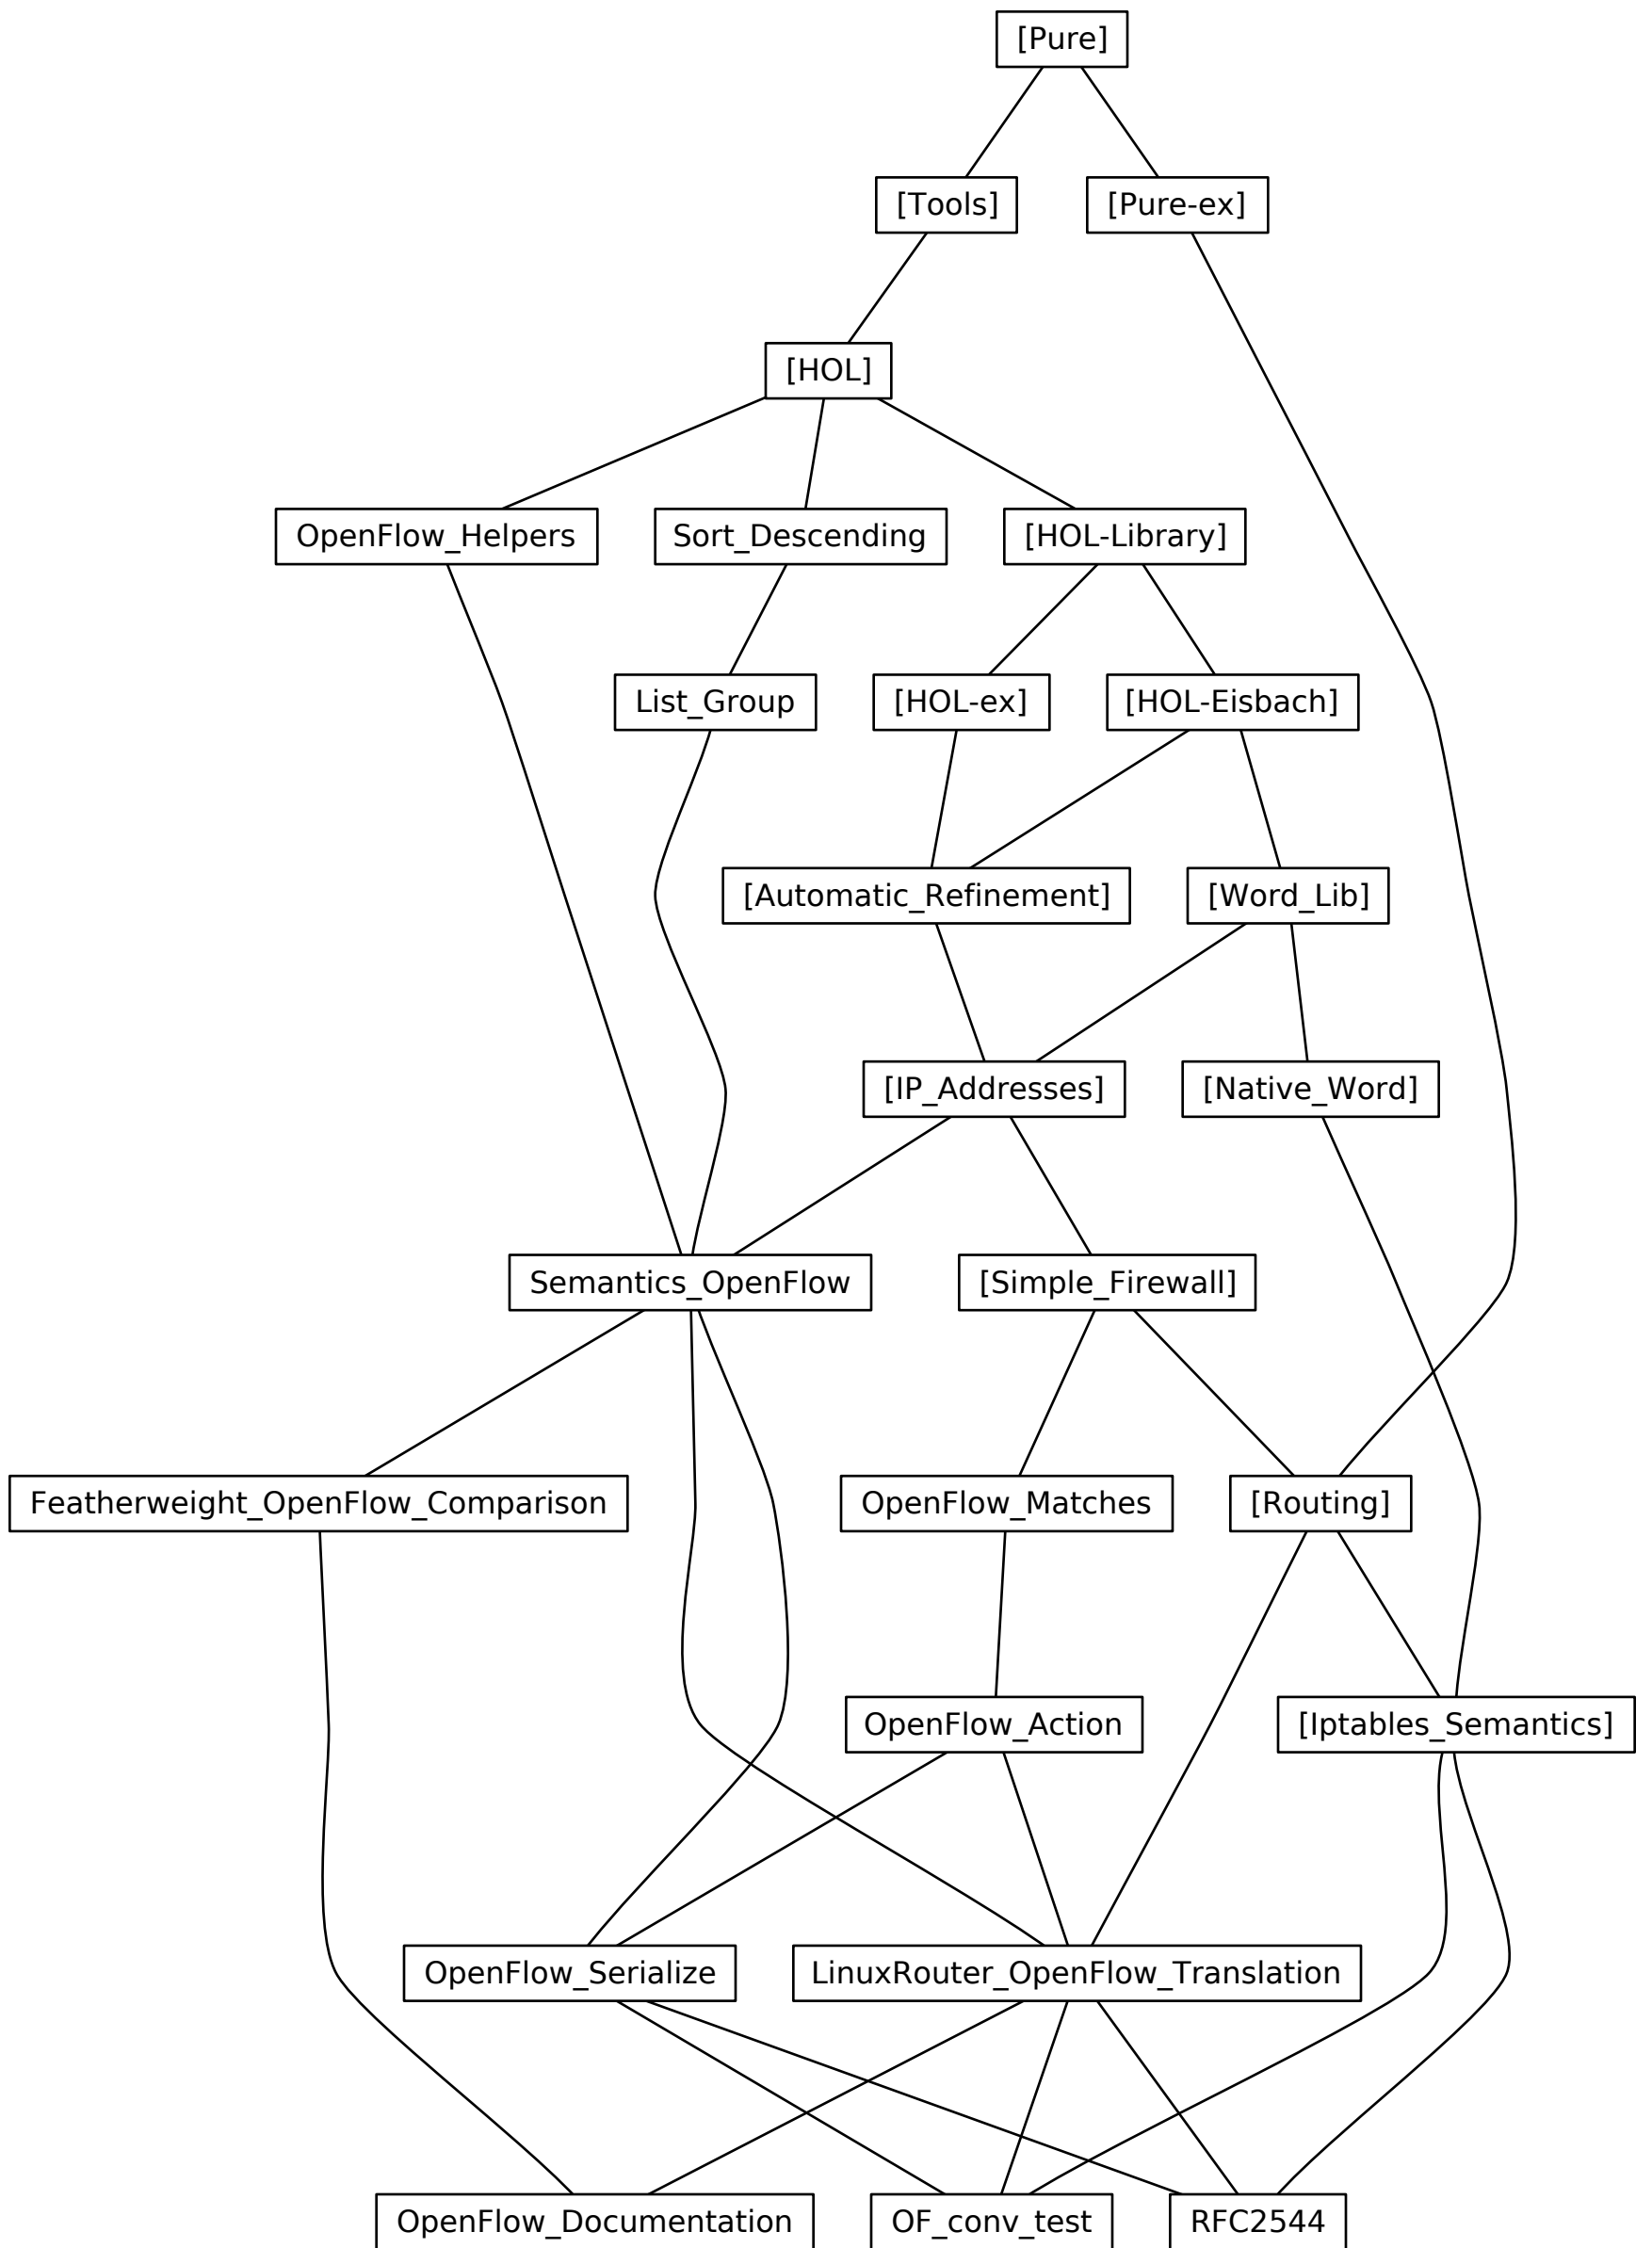 [Pure]
[Tools]
[Pure-ex]
[HOL]
OpenFlow_Helpers
Sort_Descending
[HOL-Library]
List_Group
[HOL-ex]
[HOL-Eisbach]
[Automatic_Refinement]
[Word_Lib]
[IP_Addresses]
[Native_Word]
Semantics_OpenFlow
[Simple_Firewall]
Featherweight_OpenFlow_Comparison
OpenFlow_Matches
[Routing]
OpenFlow_Action
[Iptables_Semantics]
OpenFlow_Serialize
LinuxRouter_OpenFlow_Translation
OpenFlow_Documentation
OF_conv_test
RFC2544